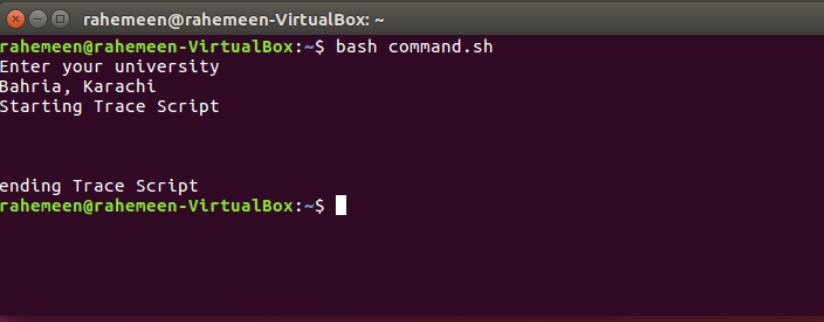 rahemeen@rahemeen-VirtualBox: ~
rahemeen@rahemeen-VirtualBox:~$ bash command.sh
Enter your university
Bahria, Karachi
Starting Trace Script
ending Trace Script
rahemeen@rahemeen-VirtualBox:~$